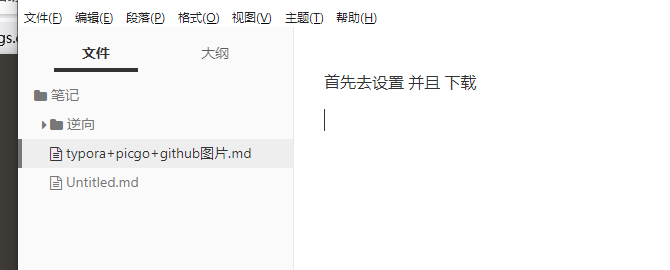 文件(F) 编辑(E) 段落(P) 格式(O) 视图(V) 主题(T) 帮助(H)
gs.
文件 大纲
笔记
逆向
typora+picgo+github图片.md
Untitled.md
首先去设置 并且 下载